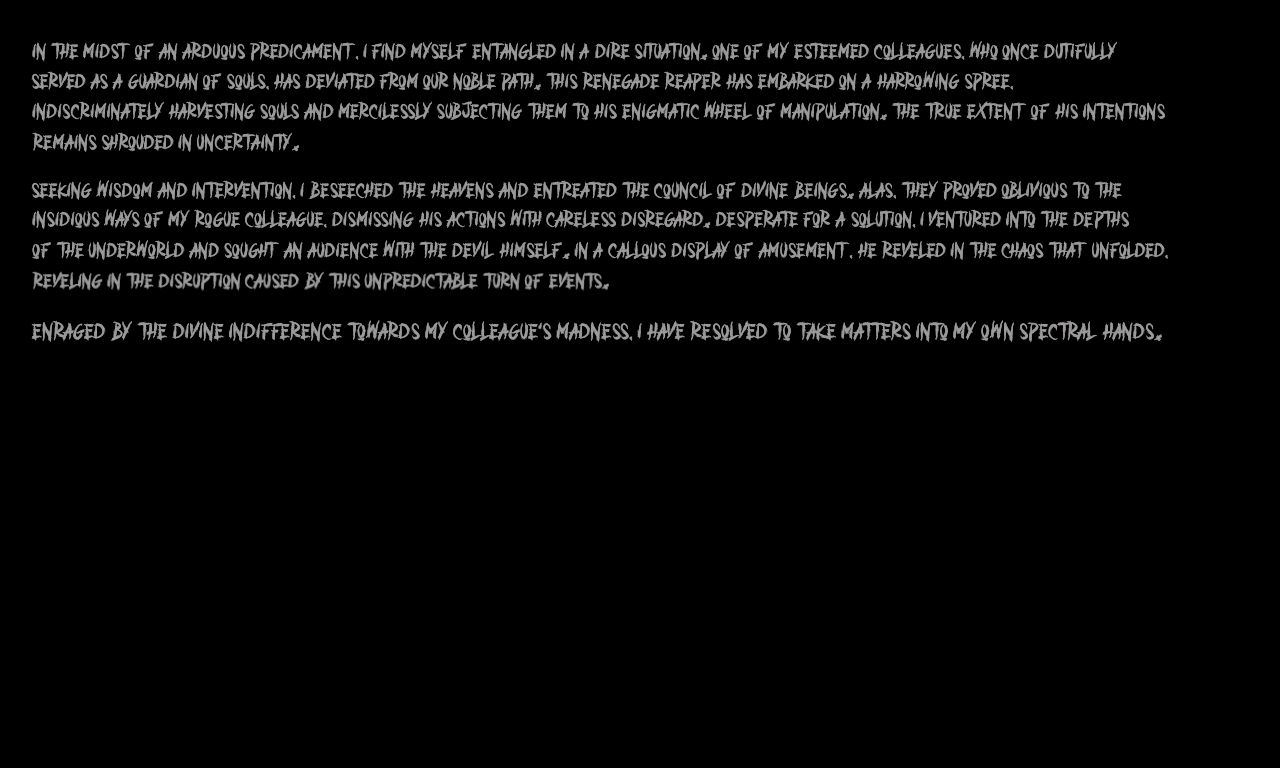 IN THE MIDST OF AN ARDUOUS PREDICAMENT, I FIND MYSELF ENTANGLED IN A DIRE SITUATION. ONE OF MY ESTEEMED COLLEAGUES, WHO ONCE DUTIFULLY
SERVED AS A GUARDIAN OF SOULS, HAS DEVIATED FROM OUR NOBLE PATH. THIS RENEGADE REAPER HAS EMBARKED ON A HARROWING SPREE,
INDISCRIMINATELY HARVESTING SOULS AND MERCILESSLY SUBJECTING THEM TO HIS ENIGMATIC WHEEL OF MANIPULATION. THE TRUE EXTENT OF HIS INTENTIONS
REMAINS SHROUDED IN UNCERTAINTY.
SEEKING WISDOM AND INTERVENTION, I BESEECHED THE HEAVENS AND ENTREATED THE COUNCIL OF DIVINE BEINGS. ALAS, THEY PROVED OBLIVIOUS TO THE
INSIDIOUS WAYS OF MY ROGUE COLLEAGUE, DISMISSING HIS ACTIONS WITH CARELESS DISREGARD. DESPERATE FOR A SOLUTION, I VENTURED INTO THE DEPTHS
OF THE UNDERWORLD AND SOUGHT AN AUDIENCE WITH THE DEVIL HIMSELF. IN A CALLOUS DISPLAY OF AMUSEMENT, HE REVELED IN THE CHAOS THAT UNFOLDED,
REVELING IN THE DISRUPTION CAUSED BY THIS UNPREDICTABLE TURN OF EVENTS.
ENRAGED BY THE DIVINE INDIFFERENCE TOWARDS MY COLLEAGUE'S MADNESS, I HAVE RESOLVED TO TAKE MATTERS INTO MY OWN SPECTRAL HANDS.